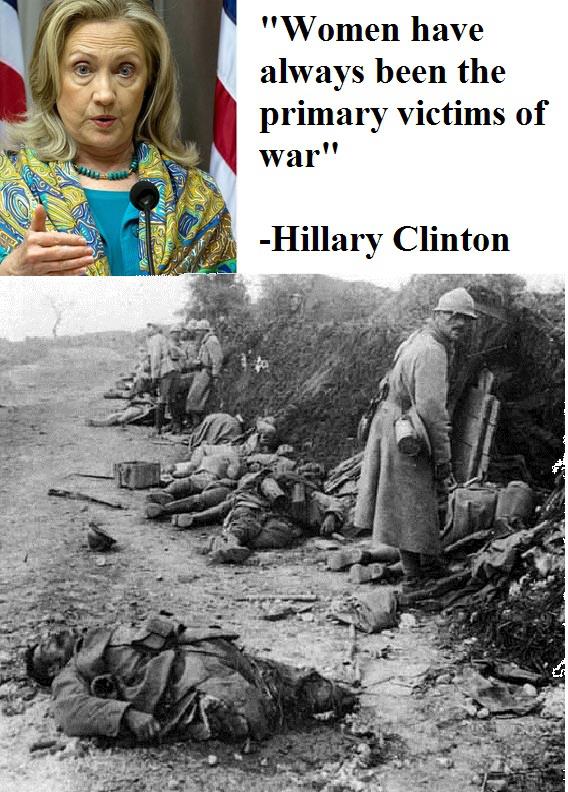 "Women have
always been the
primary victims of
war"
-Hillary Clinton